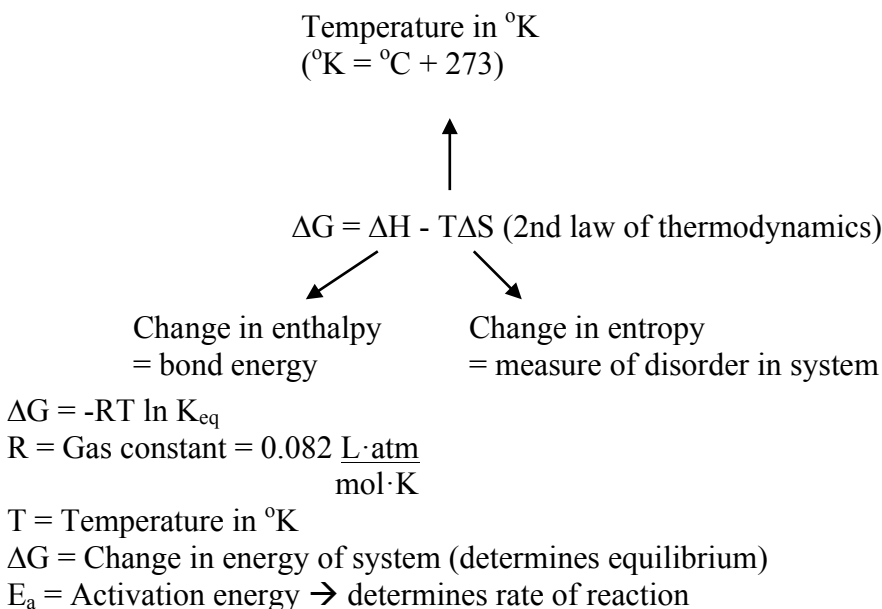 Temperature in °K
(°K = °C + 273)
ΔG = ΔH - TΔS (2nd law of thermodynamics)
Change in enthalpy
= bond energy
Change in entropy
= measure of disorder in system
ΔG = -RT ln Keq
R = Gas constant = 0.082 L·atm
mol·K
T = Temperature in °K
ΔG = Change in energy of system (determines equilibrium)
Ea = Activation energy → determines rate of reaction